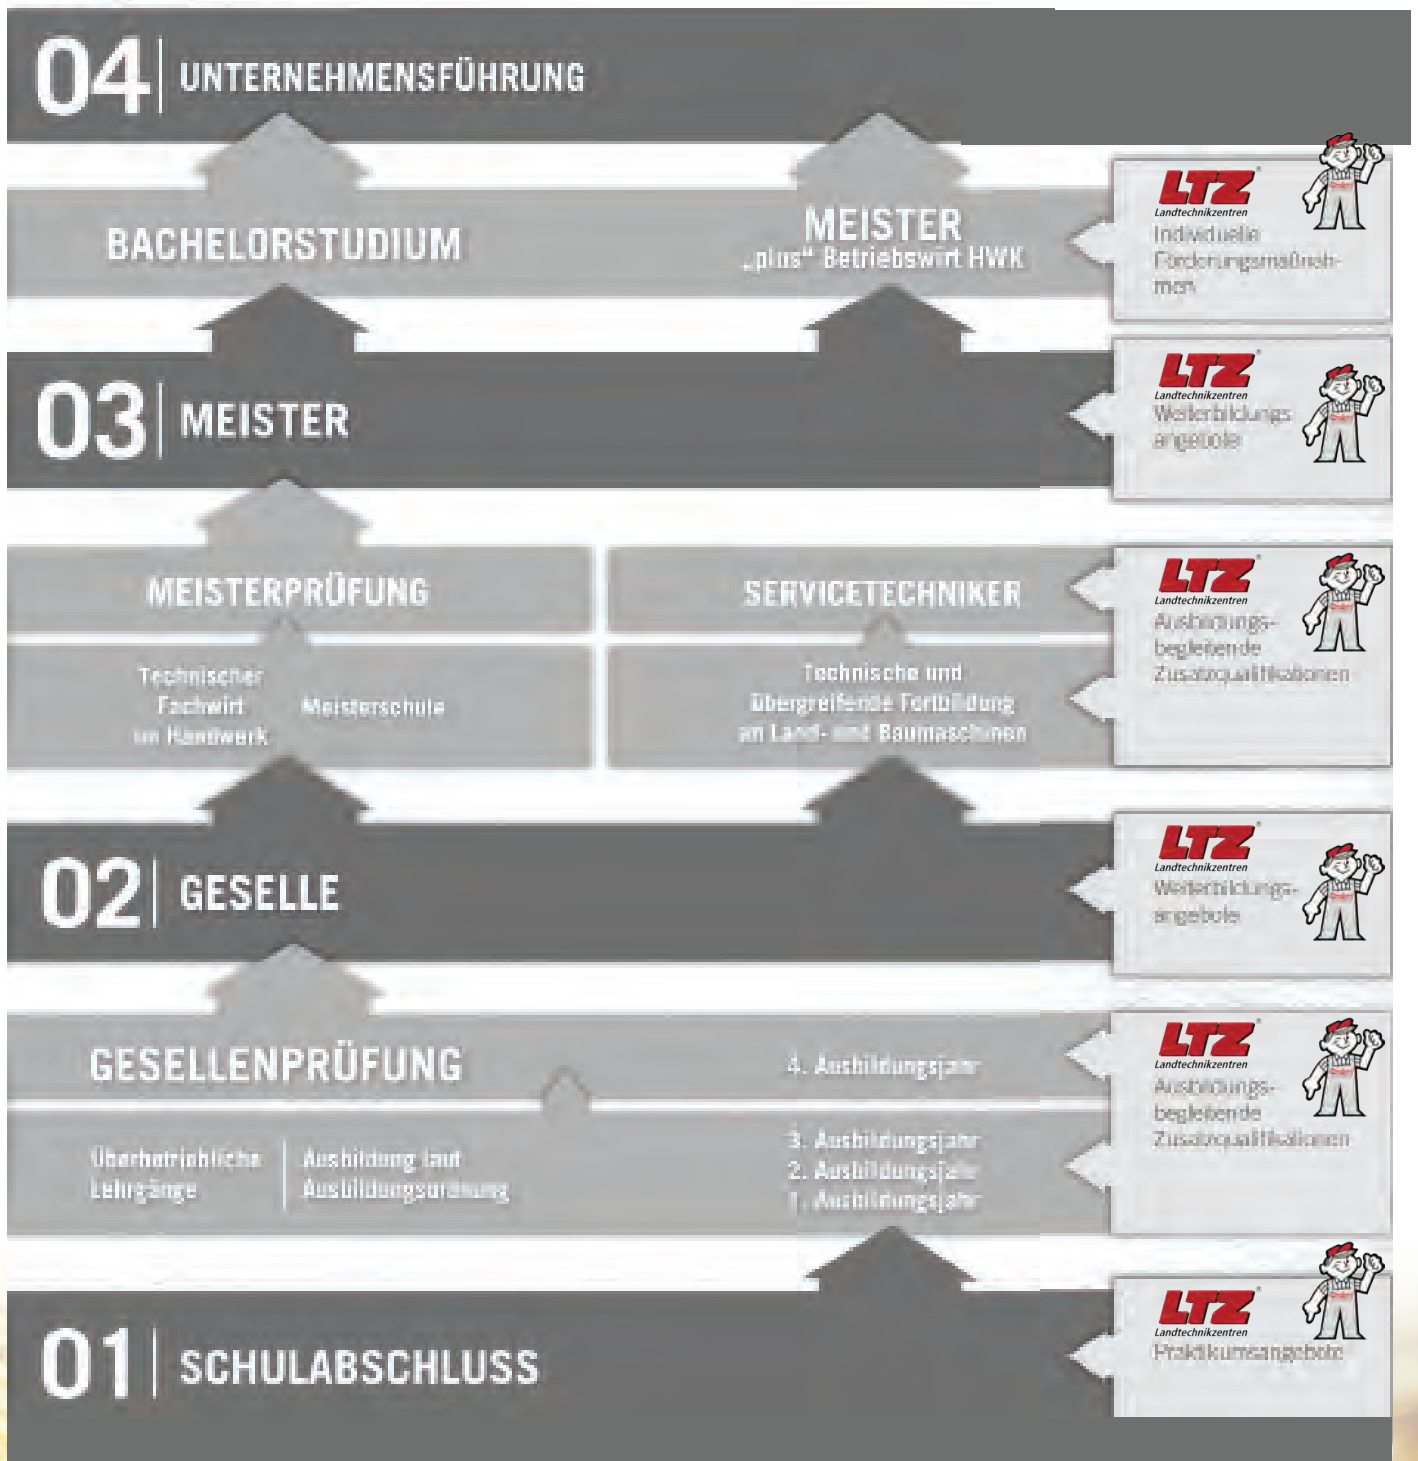 04 UNTERNEHMENSFÜHRUNG
BACHELORSTUDIUM
MEISTER
„plus“ Betriebswirt HWK
LTZ®
Landtechnikzentren
Individuelle
Förderungsmaßnah-
men
03 MEISTER
LTZ®
Landtechnikzentren
Weiterbildungs
angebote
MEISTERPRÜFUNG
Technischer
Fachwirt
im Handwerk
Meisterschule
SERVICETECHNIKER
Technische und
übergreifende Fortbildung
an Land- und Baumaschinen
LTZ®
Landtechnikzentren
Ausbildungs-
begleitende
Zusatzqualifikationen
02 GESELLE
LTZ®
Landtechnikzentren
Weiterbildungs-
angebote
GESELLENPRÜFUNG
4. Ausbildungsjahr
Überbetriebliche
Lehrgänge
Ausbildung laut
Ausbildungsordnung
3. Ausbildungsjahr
2. Ausbildungsjahr
1. Ausbildungsjahr
LTZ®
Landtechnikzentren
Ausbildungs-
begleitende
Zusatzqualifikationen
01 SCHULABSCHLUSS
LTZ®
Landtechnikzentren
Praktikumsangebote